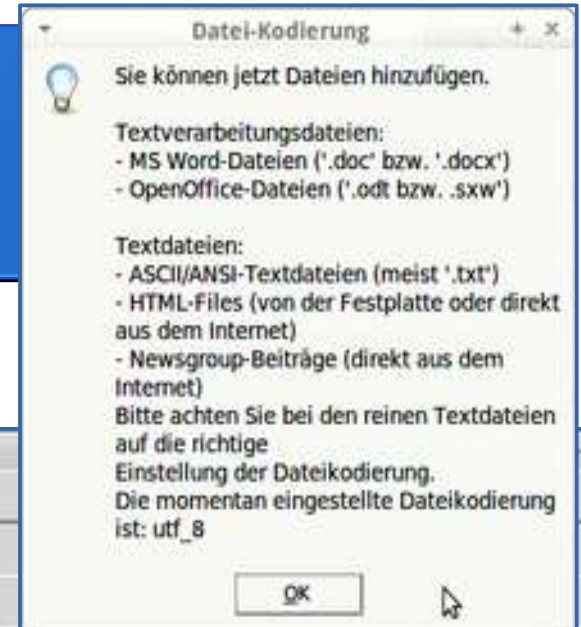 Datei-Kodierung
Sie können jetzt Dateien hinzufügen.
Textverarbeitungsdateien:
- MS Word-Dateien ('.doc' bzw. '.docx')
- OpenOffice-Dateien ('.odt bzw. .sxw')
Textdateien:
- ASCII/ANSI-Textdateien (meist '.txt')
- HTML-Files (von der Festplatte oder direkt
aus dem Internet)
- Newsgroup-Beiträge (direkt aus dem
Internet)
Bitte achten Sie bei den reinen Textdateien
auf die richtige
Einstellung der Dateikodierung.
Die momentan eingestellte Dateikodierung
ist: utf_8
OK